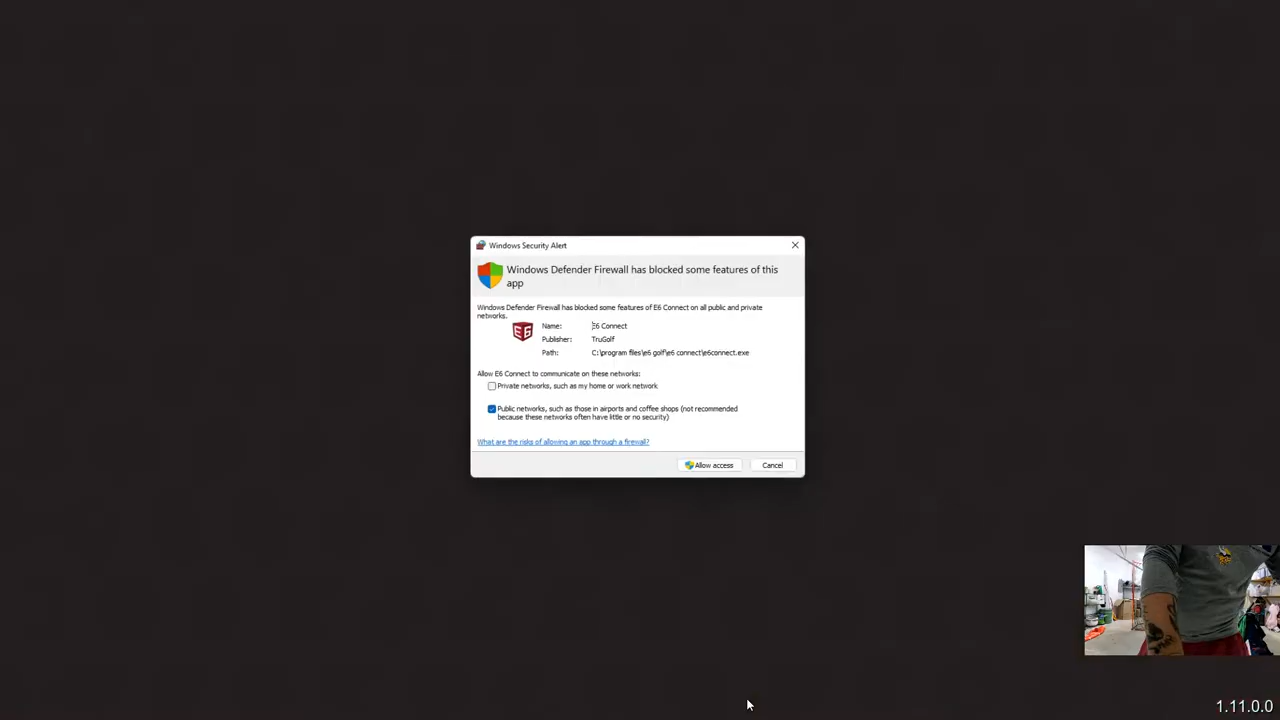 Windows Security Alert
Windows Defender Firewall has blocked some features of this
app
Windows Defender Firewall has blocked some features of E6 Connect on all public and private
networks.
E6
Name: E6 Connect
Publisher: TruGolf
Path: C:\program files\e6 golf\e6 connect\e6connect.exe
Allow E6 Connect to communicate on these networks:
Private networks, such as my home or work network
Public networks, such as those in airports and coffee shops (not recommended
because these networks often have little or no security)
What are the risks of allowing an app through a firewall?
Allow access
Cancel
1.11.0.0